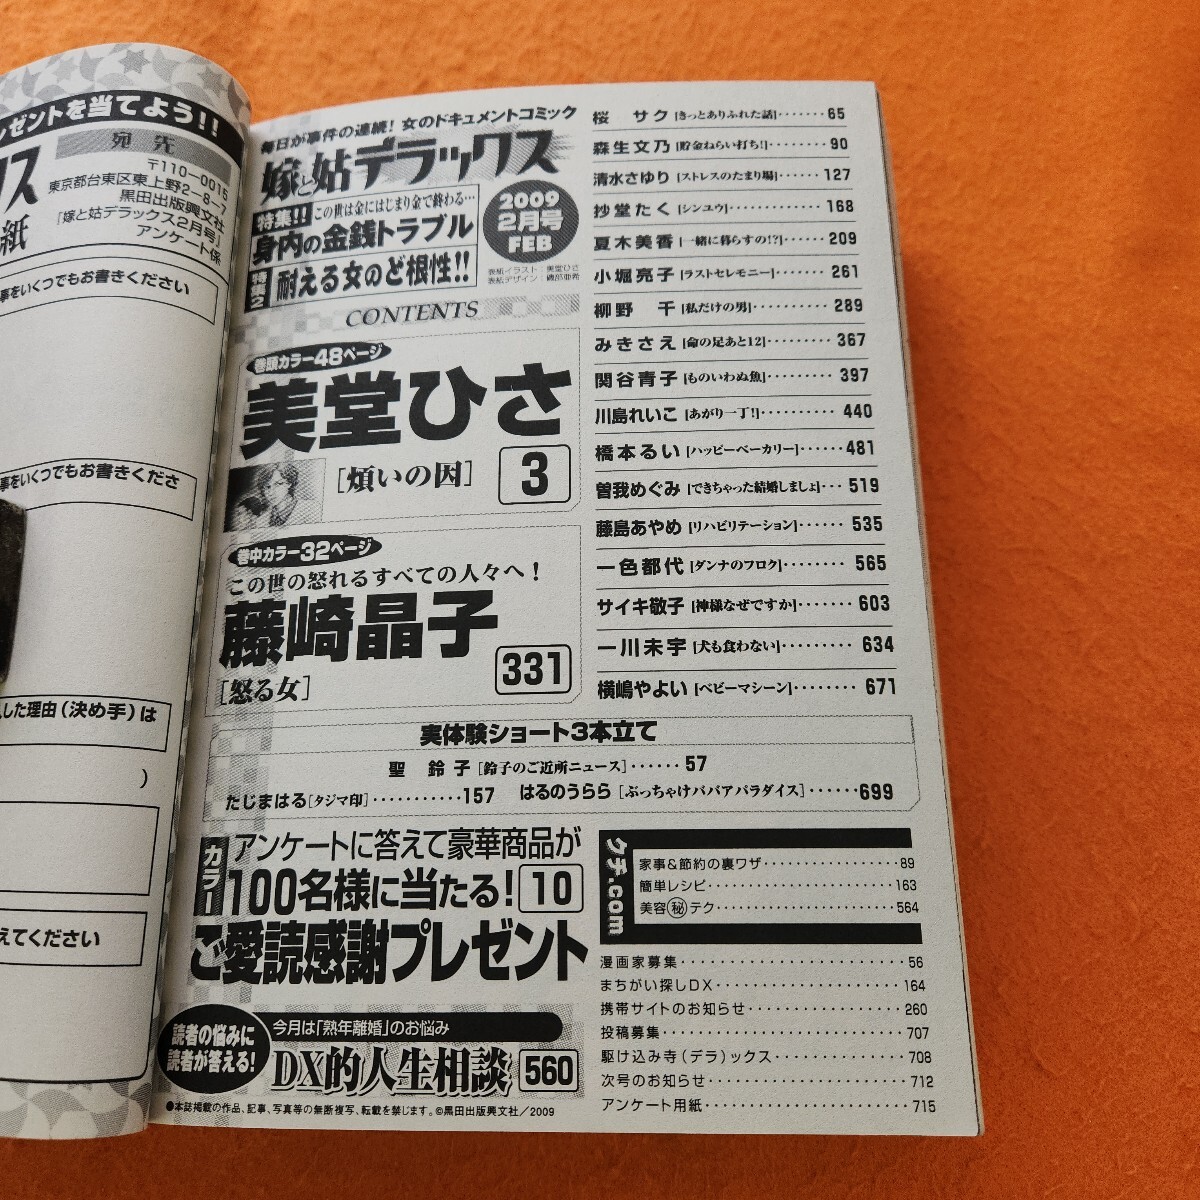 レゼントを当てよう!!
宛先
〒110-0015
東京都台東区東上野2-8-7
黒田出版興文社
「嫁と姑デラックス2月号」
アンケート係
クス
紙
事をいくつでもお書きください
事をいくつでもお書きくださ
した理由(決め手)は
)
えてください
毎日が事件の連続!女のドキュメントコミック
嫁と姑デラックス
2009
2月号
FEB
特集!!
この世は金にはじまり金で終わる…
身内の金銭トラブル
特集2
耐える女のど根性!!
表紙イラスト:美堂ひさ
表紙デザイン:磯部亜希
CONTENTS
巻頭カラー48ページ
美堂ひさ
[煩いの因]
3
巻中カラー32ページ
この世の怒れるすべての人々へ!
藤崎晶子
[怒る女]
331
桜 サク[きっとありふれた話]・・・・・・・65
森生文乃[貯金ねらい打ち!]・・・・・・・・90
清水さゆり[ストレスのたまり場]・・・・・・127
抄堂たく[シンユウ]・・・・・・・・・・・・168
夏木美香[一緒に暮らすの!?]・・・・・・・209
小堀亮子[ラストセレモニー]・・・・・・・・261
柳野 千[私だけの男]・・・・・・・・・・・289
みきさえ[命の足あと12]・・・・・・・・・367
関谷青子[ものいわぬ魚]・・・・・・・・・・397
川島れいこ[あがり一丁!]・・・・・・・・・・440
橋本るい[ハッピーベーカリー]・・・・・・・481
曽我めぐみ[できちゃった結婚しましょ]・・・519
藤島あやめ[リハビリテーション]・・・・・・535
一色都代[ダンナのフロク]・・・・・・・・・565
サイキ敬子[神様なぜですか]・・・・・・・603
一川未宇[犬も食わない]・・・・・・・・・634
横嶋やよい[ベビーマシーン]・・・・・・・・671
実体験ショート3本立て
聖 鈴子[鈴子のご近所ニュース]・・・・・・57
たじまはる[タジマ印]・・・・・・・・・・・157
はるのうらら[ぶっちゃけババアパラダイス]・・・・・・699
カラー
アンケートに答えて豪華商品が
100名様に当たる!
10
ご愛読感謝プレゼント
読者の悩みに
読者が答える!
今月は「熟年離婚」のお悩み
DX的人生相談
560
クチ.com
家事&節約の裏ワザ・・・・・・・・・・・・・・・・・89
簡単レシピ・・・・・・・・・・・・・・・・・・・・・・・163
美容㊙テク・・・・・・・・・・・・・・・・・・・・・・564
漫画家募集・・・・・・・・・・・・・・・・・・・・・・・・56
まちがい探しDX・・・・・・・・・・・・・・・・・・・・164
携帯サイトのお知らせ・・・・・・・・・・・・・・・260
投稿募集・・・・・・・・・・・・・・・・・・・・・・・・・707
駆け込み寺(デラ)ックス・・・・・・・・・・・・・708
次号のお知らせ・・・・・・・・・・・・・・・・・・・・712
アンケート用紙・・・・・・・・・・・・・・・・・・・・715
●本誌掲載の作品、記事、写真等の無断複写、転載を禁じます。©黒田出版興文社/2009